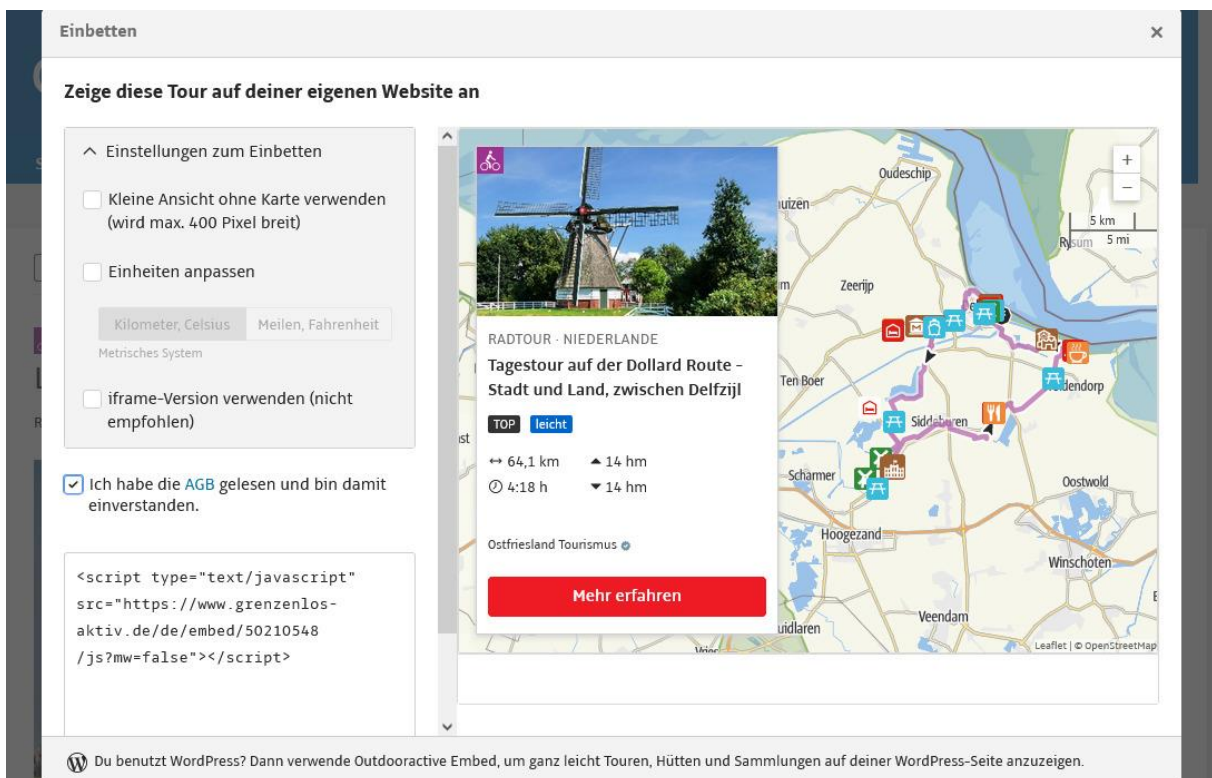 Einbetten
×
Zeige diese Tour auf deiner eigenen Website an
Einstellungen zum Einbetten
Kleine Ansicht ohne Karte verwenden
(wird max. 400 Pixel breit)
Einheiten anpassen
Kilometer, Celsius Meilen, Fahrenheit
Metrisches System
iframe-Version verwenden (nicht
empfohlen)
Ich habe die AGB gelesen und bin damit
einverstanden.
<script type="text/javascript"
src="https://www.grenzenlos-
aktiv.de/de/embed/50210548
/js?mw=false"></script>
RADTOUR · NIEDERLANDE
Tagestour auf der Dollard Route -
Stadt und Land, zwischen Delfzijl
TOP leicht
64,1 km 14 hm
4:18 h 14 hm
Ostfriesland Tourismus
Mehr erfahren
Oudeschip
+
−
5 km
5 mi
Rysum
Zeerijp
Ten Boer
Siddeburen
Scharmer
Oostwold
Hoogezand
Winschoten
Veendam
Leaflet | © OpenStreetMap
Du benutzt WordPress? Dann verwende Outdooractive Embed, um ganz leicht Touren, Hütten und Sammlungen auf deiner WordPress-Seite anzuzeigen.